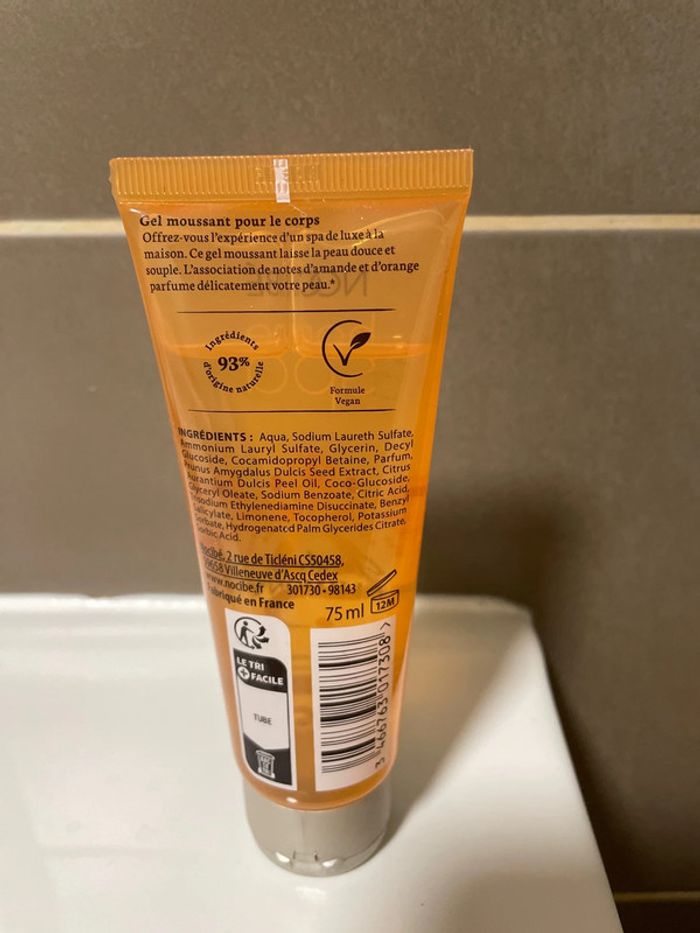 Gel moussant pour le corps
Offrez-vous l'expérience d'un spa de luxe à la
maison. Ce gel moussant laisse la peau douce et
souple. L'association de notes d'amande et d'orange
parfume délicatement votre peau.*
Ingrédients
93%
d'origine naturelle
Formule
Vegan
INGRÉDIENTS : Aqua, Sodium Laureth Sulfate,
Ammonium Lauryl Sulfate, Glycerin, Decyl
Glucoside, Cocamidopropyl Betaine, Parfum,
Prunus Amygdalus Dulcis Seed Extract, Citrus
Aurantium Dulcis Peel Oil, Coco-Glucoside,
Glyceryl Oleate, Sodium Benzoate, Citric Acid,
Trisodium Ethylenediamine Disuccinate, Benzyl
Salicylate, Limonene, Tocopherol, Potassium
Sorbate, Hydrogenated Palm Glycerides Citrate,
Sorbic Acid.
Nocibé, 2 rue de Ticléni CS50458,
59658 Villeneuve d'Ascq Cedex
www.nocibe.fr 301730 • 98143
Fabriqué en France
75 ml
12M
LE TRI
+ FACILE
TUBE
3 466763 017308 >